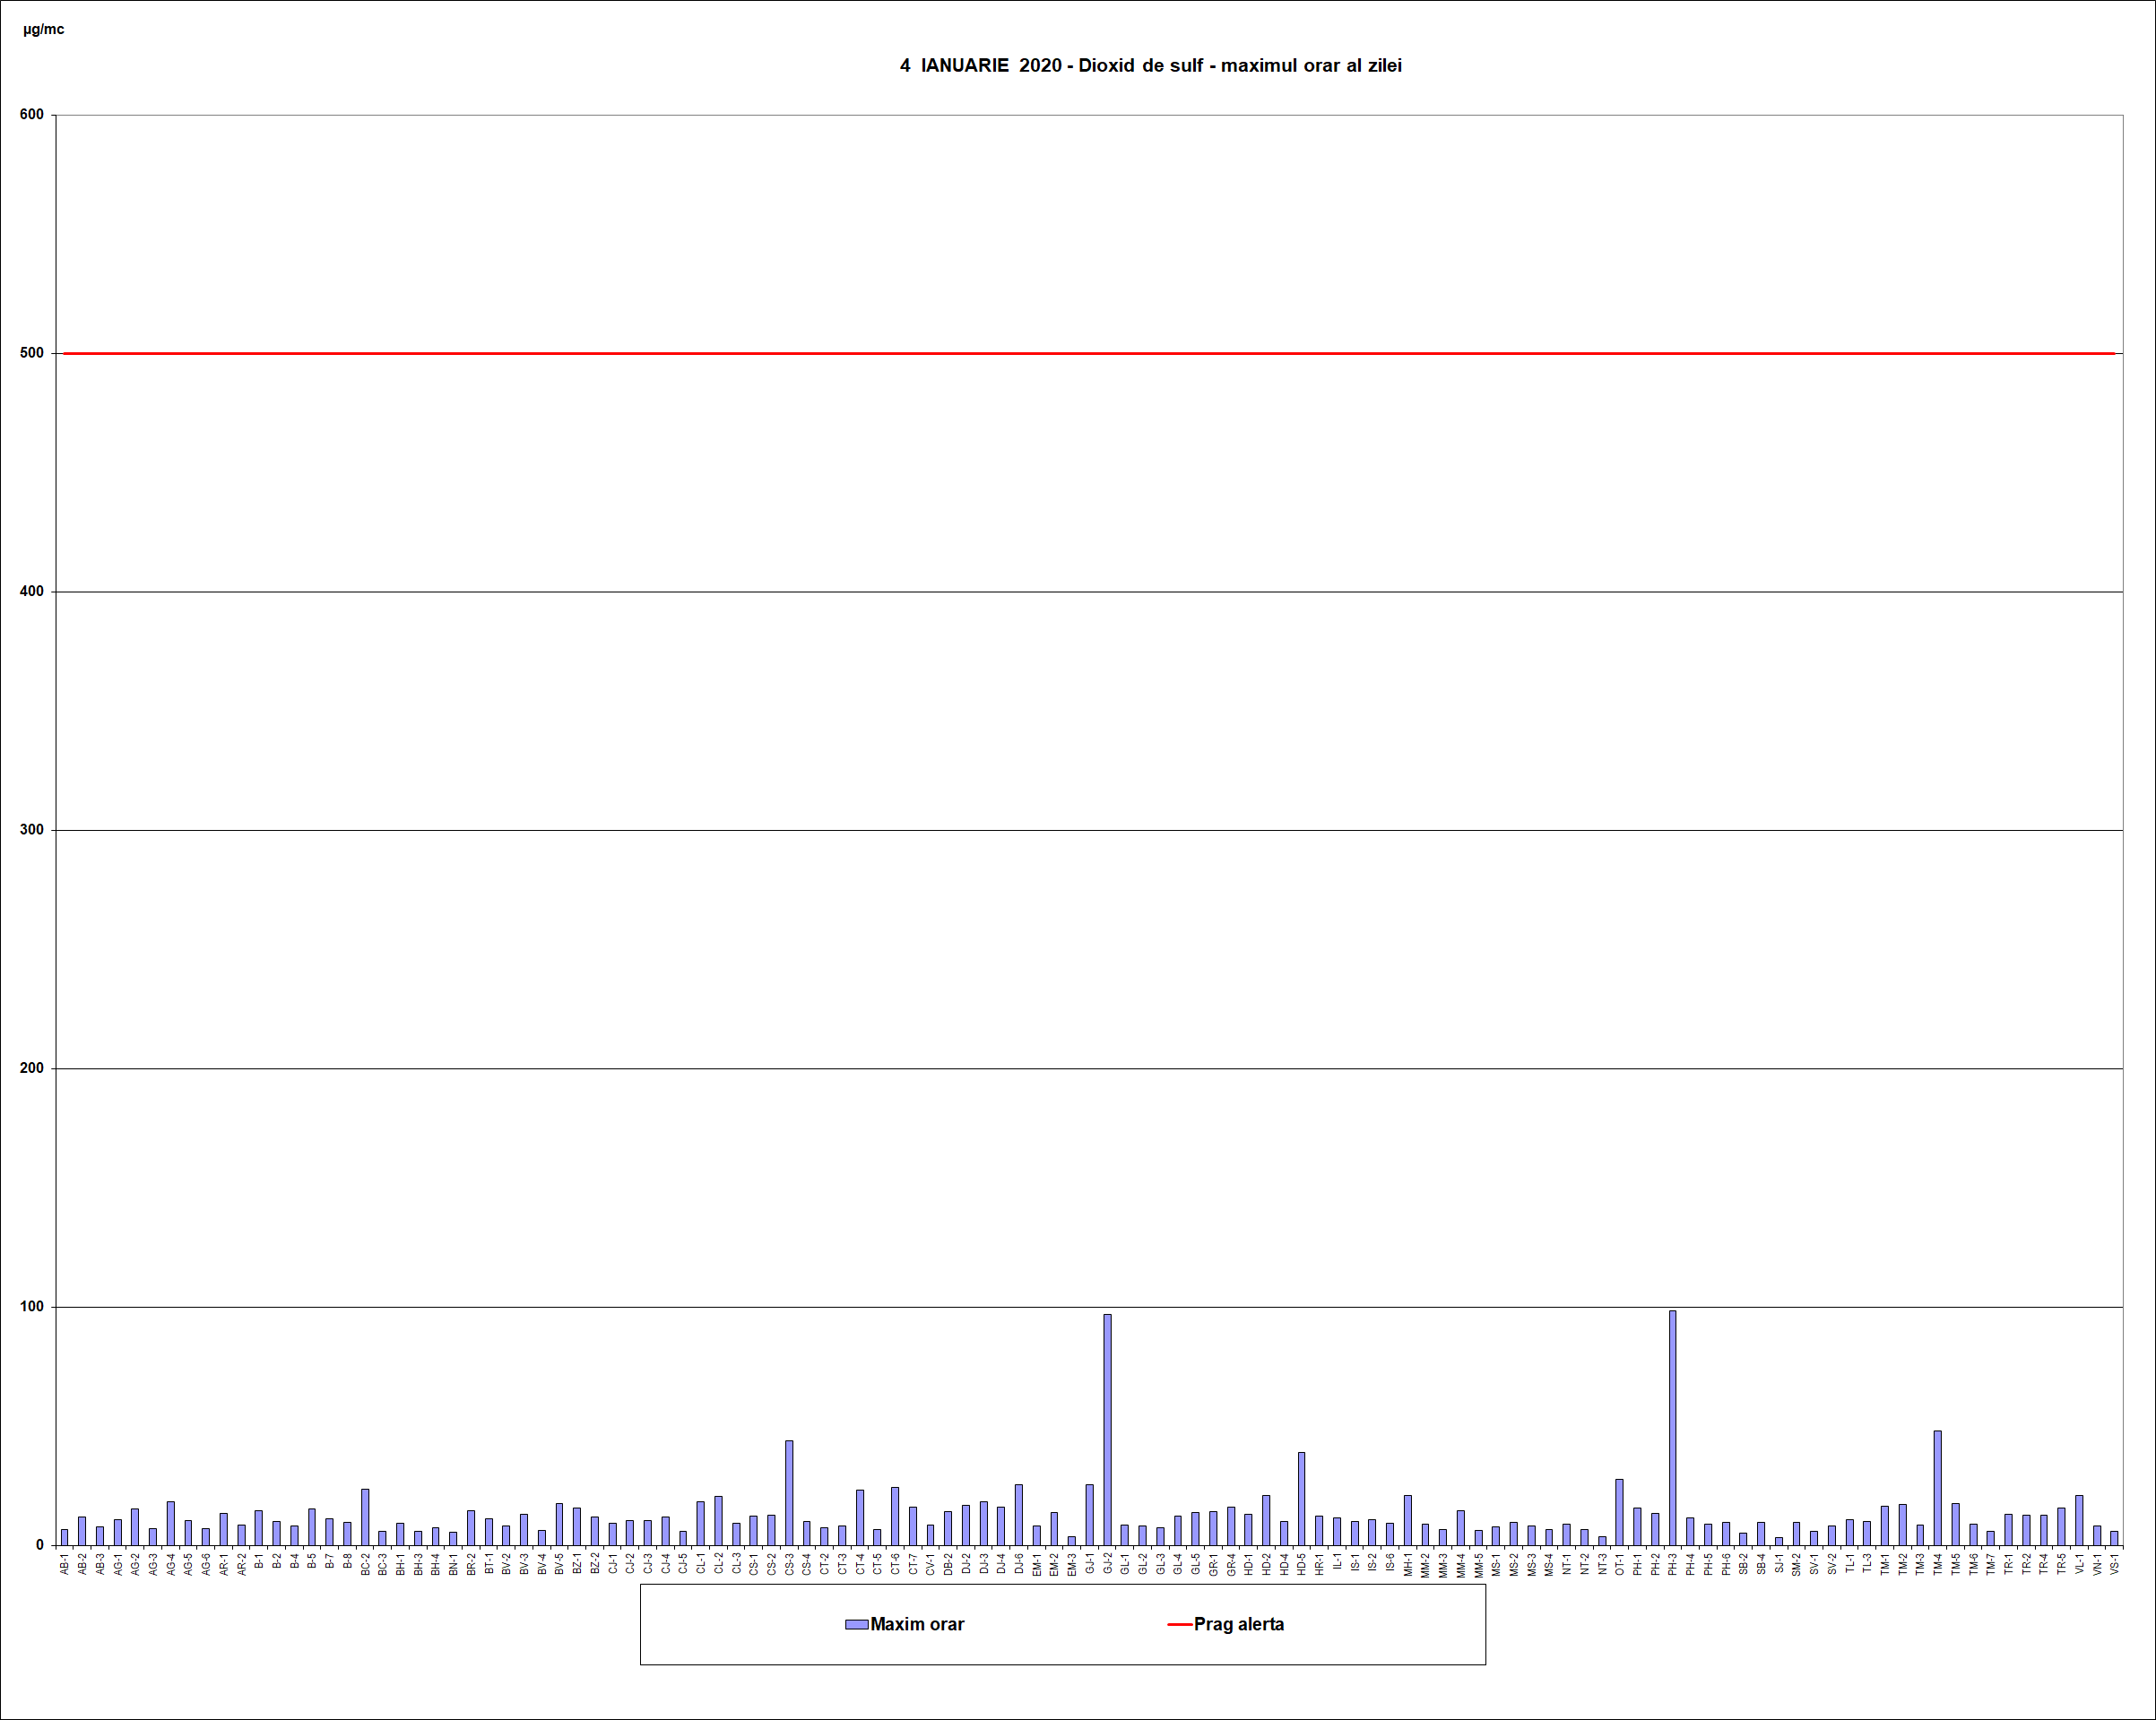 µg/mc
4 IANUARIE 2020 - Dioxid de sulf - maximul orar al zilei
600
500
400
300
200
100
0
AB-1 AB-2 AB-3 AG-1 AG-2 AG-3 AG-4 AG-5 AG-6 AR-1 AR-2 B-1 B-2 B-4 B-5 B-7 B-8 BC-2 BC-3 BH-1 BH-3 BH-4 BN-1 BR-2 BT-1 BV-2 BV-3 BV-4 BV-5 BZ-1 BZ-2 CJ-1 CJ-2 CJ-3 CJ-4 CJ-5 CL-1 CL-2 CL-3 CS-1 CS-2 CS-3 CS-4 CT-2 CT-3 CT-4 CT-5 CT-6 CT-7 CV-1 DB-2 DJ-2 DJ-3 DJ-4 DJ-6 EM-1 EM-2 EM-3 GJ-1 GJ-2 GL-1 GL-2 GL-3 GL-4 GL-5 GR-1 GR-4 HD-1 HD-2 HD-4 HD-5 HR-1 IL-1 IS-1 IS-2 IS-6 MH-1 MM-2 MM-3 MM-4 MM-5 MS-1 MS-2 MS-3 MS-4 NT-1 NT-2 NT-3 OT-1 PH-1 PH-2 PH-3 PH-4 PH-5 PH-6 SB-2 SB-4 SJ-1 SM-2 SV-1 SV-2 TL-1 TL-3 TM-1 TM-2 TM-3 TM-4 TM-5 TM-6 TM-7 TR-1 TR-2 TR-4 TR-5 VL-1 VN-1 VS-1
Maxim orar Prag alerta